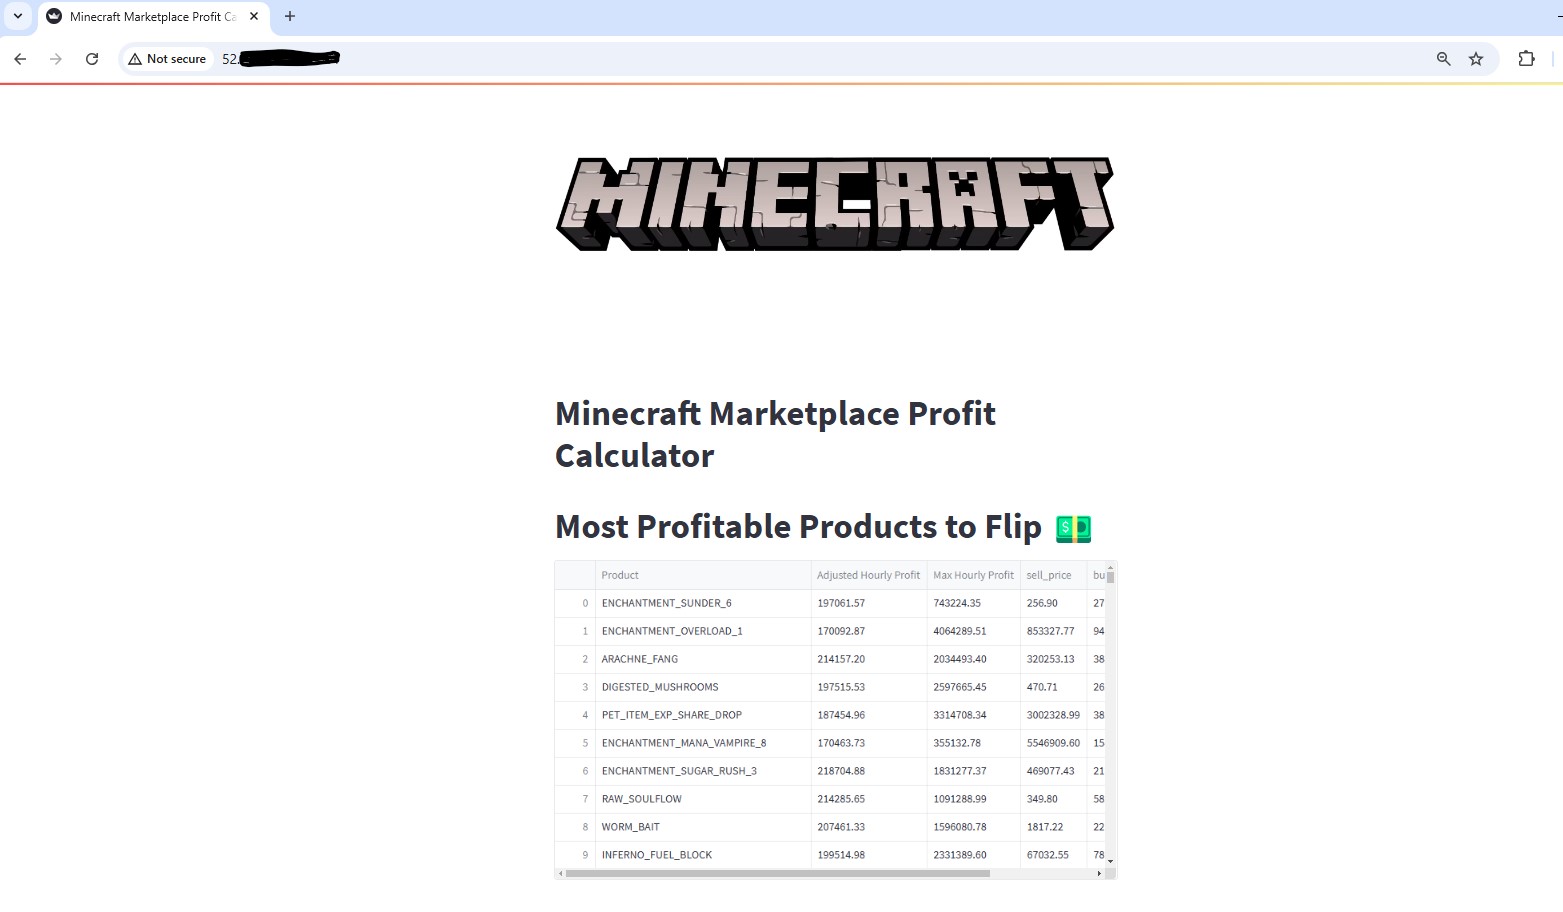 Minecraft Marketplace Profit Ca
Not secure 52.
MINECRAFT
Minecraft Marketplace Profit
Calculator
Most Profitable Products to Flip
Product Adjusted Hourly Profit Max Hourly Profit sell_price bu
0 ENCHANTMENT_SUNDER_6 197061.57 743224.35 256.90 27
1 ENCHANTMENT_OVERLOAD_1 170092.87 4064289.51 853327.77 94
2 ARACHNE_FANG 214157.20 2034493.40 320253.13 38
3 DIGESTED_MUSHROOMS 197515.53 2597665.45 470.71 26
4 PET_ITEM_EXP_SHARE_DROP 187454.96 3314708.34 3002328.99 38
5 ENCHANTMENT_MANA_VAMPIRE_8 170463.73 355132.78 5546909.60 15
6 ENCHANTMENT_SUGAR_RUSH_3 218704.88 1831277.37 469077.43 21
7 RAW_SOULFLOW 214285.65 1091288.99 349.80 58
8 WORM_BAIT 207461.33 1596080.78 1817.22 22
9 INFERNO_FUEL_BLOCK 199514.98 2331389.60 67032.55 78